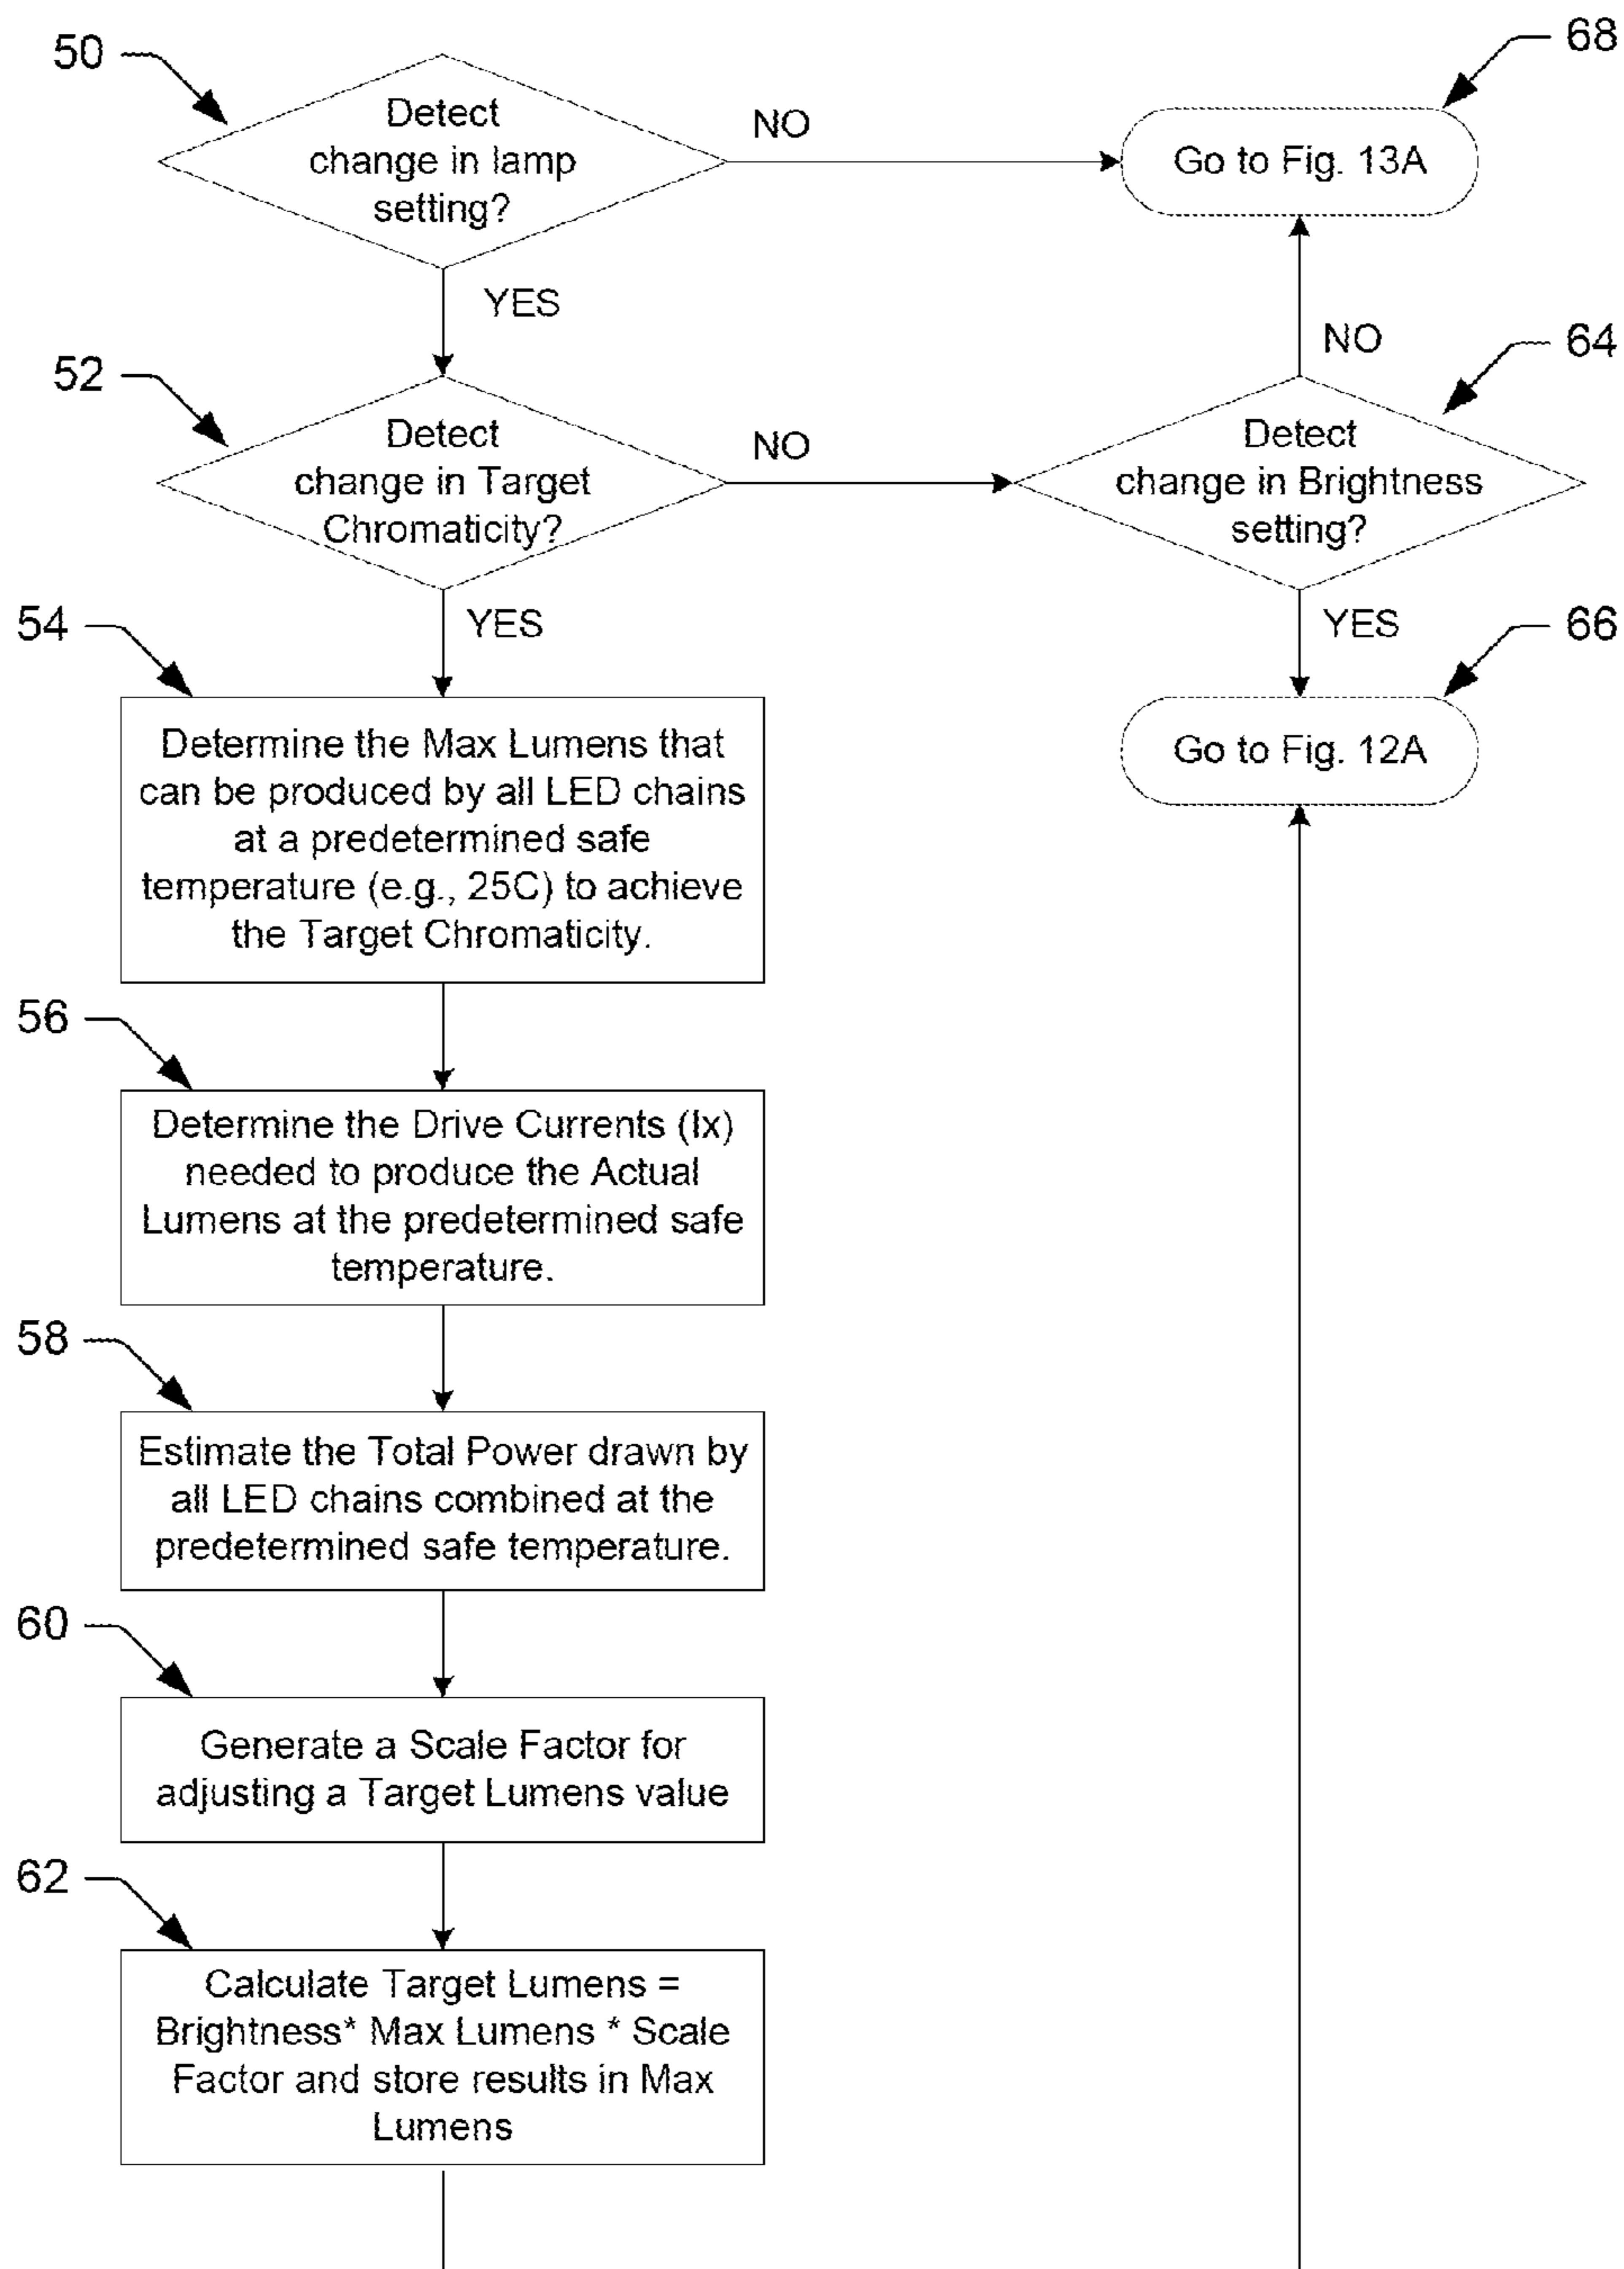 50
Detect
change in lamp
setting?
NO
68
Go to Fig. 13A
YES
52
Detect
change in Target
Chromaticity?
NO
64
Detect
change in Brightness
setting?
NO
YES
YES
66
Go to Fig. 12A
54
Determine the Max Lumens that
can be produced by all LED chains
at a predetermined safe
temperature (e.g., 25C) to achieve
the Target Chromaticity.
56
Determine the Drive Currents (Ix)
needed to produce the Actual
Lumens at the predetermined safe
temperature.
58
Estimate the Total Power drawn by
all LED chains combined at the
predetermined safe temperature.
60
Generate a Scale Factor for
adjusting a Target Lumens value
62
Calculate Target Lumens =
Brightness* Max Lumens * Scale
Factor and store results in Max
Lumens